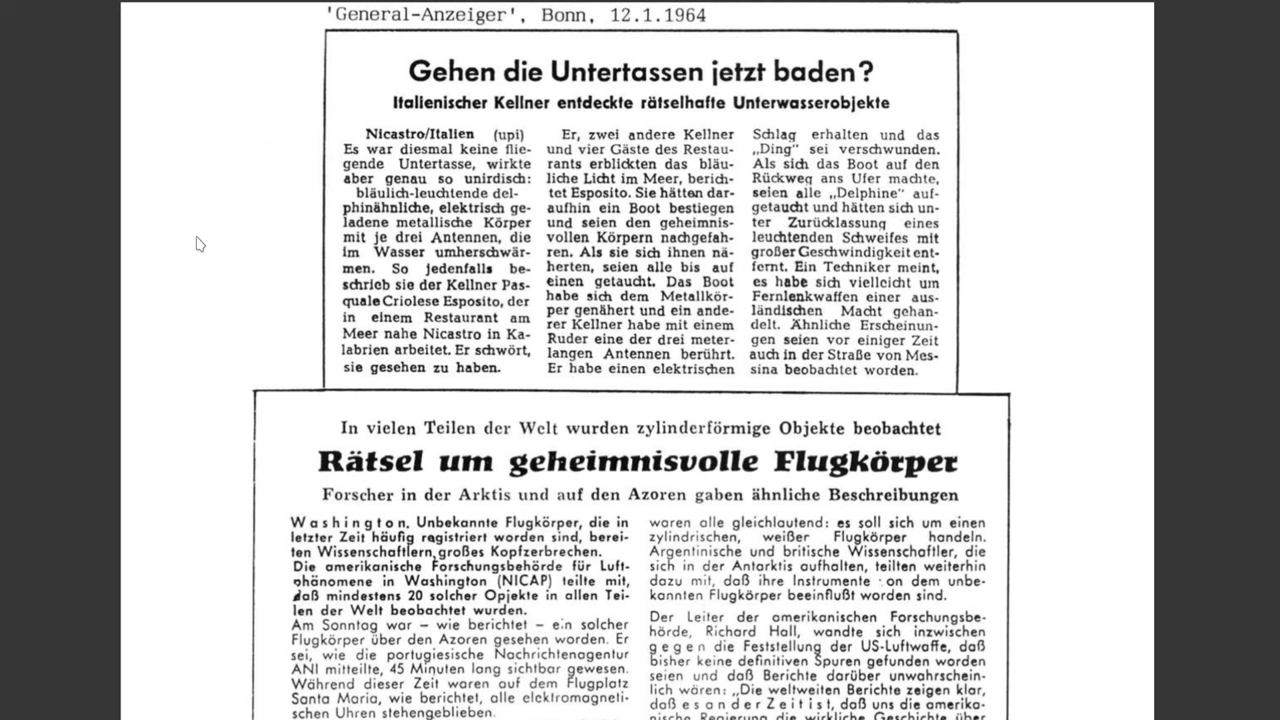 'General-Anzeiger', Bonn, 12.1.1964
Gehen die Untertassen jetzt baden?
Italienischer Kellner entdeckte rätselhafte Unterwasserobjekte
Nicastro/Italien (upi)
Es war diesmal keine flie-
gende Untertasse, wirkte
aber genau so unirdisch:
bläulich-leuchtende del-
phinähnliche, elektrisch ge-
ladene metallische Körper
mit je drei Antennen, die
im Wasser umherschwär-
men. So jedenfalls be-
schrieb sie der Kellner Pas-
quale Criolese Esposito, der
in einem Restaurant am
Meer nahe Nicastro in Ka-
labrien arbeitet. Er schwört,
sie gesehen zu haben.
Er, zwei andere Kellner
und vier Gäste des Restau-
rants erblickten das bläu-
liche Licht im Meer, berich-
tet Esposito. Sie hätten dar-
aufhin ein Boot bestiegen
und seien den geheimnis-
vollen Körpern nachgefah-
ren. Als sie sich ihnen nä-
herten, seien alle bis auf
einen getaucht. Das Boot
habe sich dem Metallkör-
per genähert und ein ande-
rer Kellner habe mit einem
Ruder eine der drei meter-
langen Antennen berührt.
Er habe einen elektrischen
Schlag erhalten und das
„Ding" sei verschwunden.
Als sich das Boot auf den
Rückweg ans Ufer machte,
seien alle „Delphine" auf-
getaucht und hätten sich un-
ter Zurücklassung eines
leuchtenden Schweifes mit
großer Geschwindigkeit ent-
fernt. Ein Techniker meint,
es habe sich vielleicht um
Fernlenkwaffen einer aus-
ländischen Macht gehan-
delt. Ähnliche Erscheinun-
gen seien vor einiger Zeit
auch in der Straße von Mes-
sina beobachtet worden.
In vielen Teilen der Welt wurden zylinderförmige Objekte beobachtet
Rätsel um geheimnisvolle Flugkörper
Forscher in der Arktis und auf den Azoren gaben ähnliche Beschreibungen
Washington. Unbekannte Flugkörper, die in
letzter Zeit häufig registriert worden sind, berei-
ten Wissenschaftlern großes Kopfzerbrechen.
Die amerikanische Forschungsbehörde für Luft-
phänomene in Washington (NICAP) teilte mit,
daß mindestens 20 solcher Opjekte in allen Tei-
len der Welt beobachtet wurden.
Am Sonntag war – wie berichtet – ein solcher
Flugkörper über den Azoren gesehen worden. Er
sei, wie die portugiesische Nachrichtenagentur
ANI mitteilte, 45 Minuten lang sichtbar gewesen.
Während dieser Zeit waren auf dem Flugplatz
Santa Maria, wie berichtet, alle elektromagneti-
schen Uhren stehengeblieben.
waren alle gleichlautend: es soll sich um einen
zylindrischen, weißer Flugkörper handeln.
Argentinische und britische Wissenschaftler, die
sich in der Antarktis aufhalten, teilten weiterhin
dazu mit, daß ihre Instrumente on dem unbe-
kannten Flugkörper beeinflußt worden sind.
Der Leiter der amerikanischen Forschungsbe-
hörde, Richard Hall, wandte sich inzwischen
gegen die Feststellung der US-Luftwaffe, daß
bisher keine definitiven Spuren gefunden worden
seien und daß Berichte darüber unwahrschein-
lich wären: „Die weltweiten Berichte zeigen klar,
daß es an der Zeit ist, daß uns die amerika-
nische Regierung die wirkliche Geschichte über